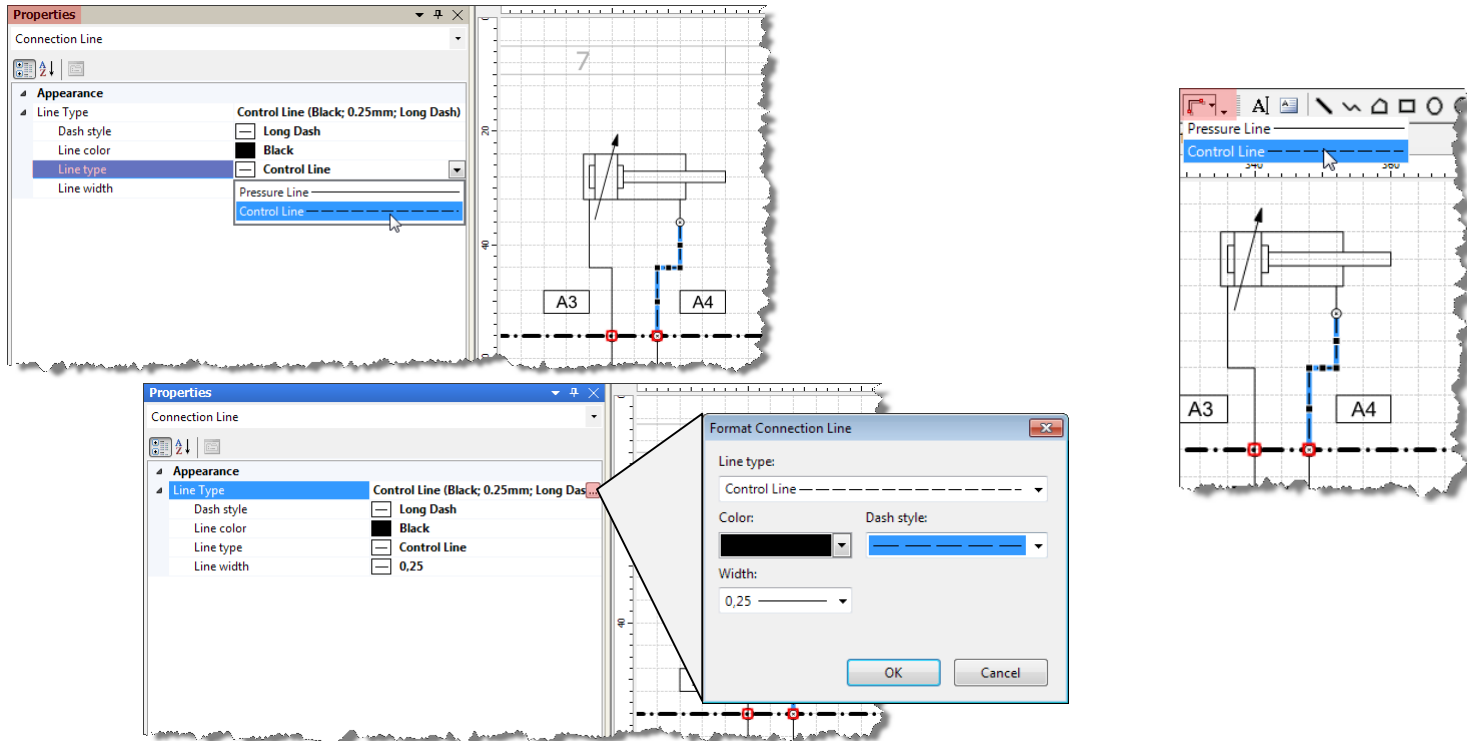 Properties
Connection Line
Appearance
Line Type Control Line (Black; 0.25mm; Long Dash)
Dash style Long Dash
Line color Black
Line type Control Line
Line width
Pressure Line
Control Line
7
20
40
A3 A4
Properties
Connection Line
Appearance
Line Type Control Line (Black; 0.25mm; Long Das...
Dash style Long Dash
Line color Black
Line type Control Line
Line width 0,25
40
Format Connection Line
Line type:
Control Line
Color: Dash style:
Width:
0,25
OK Cancel
A
Pressure Line
Control Line
340 360
A3 A4